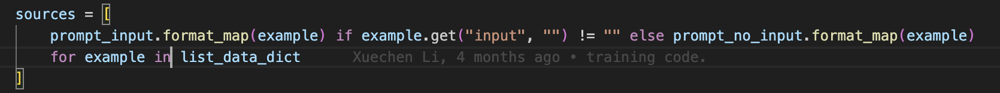 sources = [
    prompt_input.format_map(example) if example.get("input", "") != "" else prompt_no_input.format_map(example)
    for example in list_data_dict      Xuechen Li, 4 months ago • training code.
]